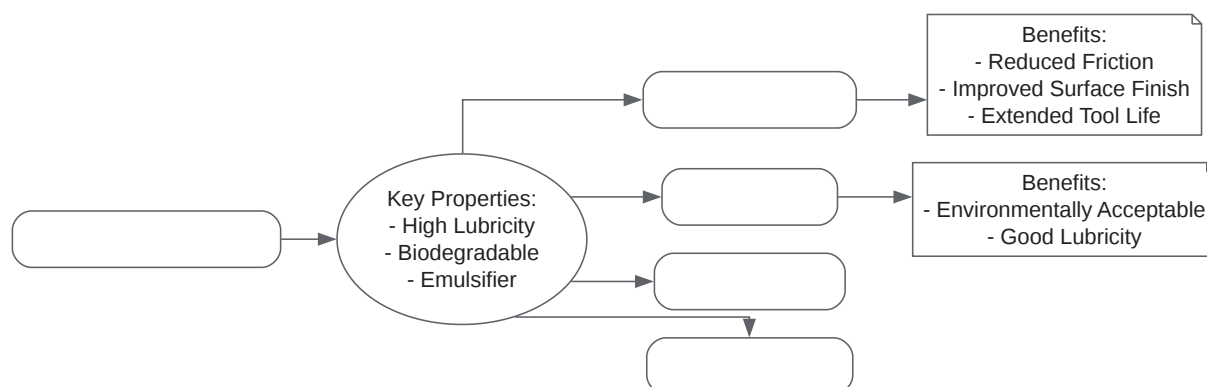 Benefits:
- Reduced Friction
- Improved Surface Finish
- Extended Tool Life
Key Properties:
- High Lubricity
- Biodegradable
- Emulsifier
Benefits:
- Environmentally Acceptable
- Good Lubricity